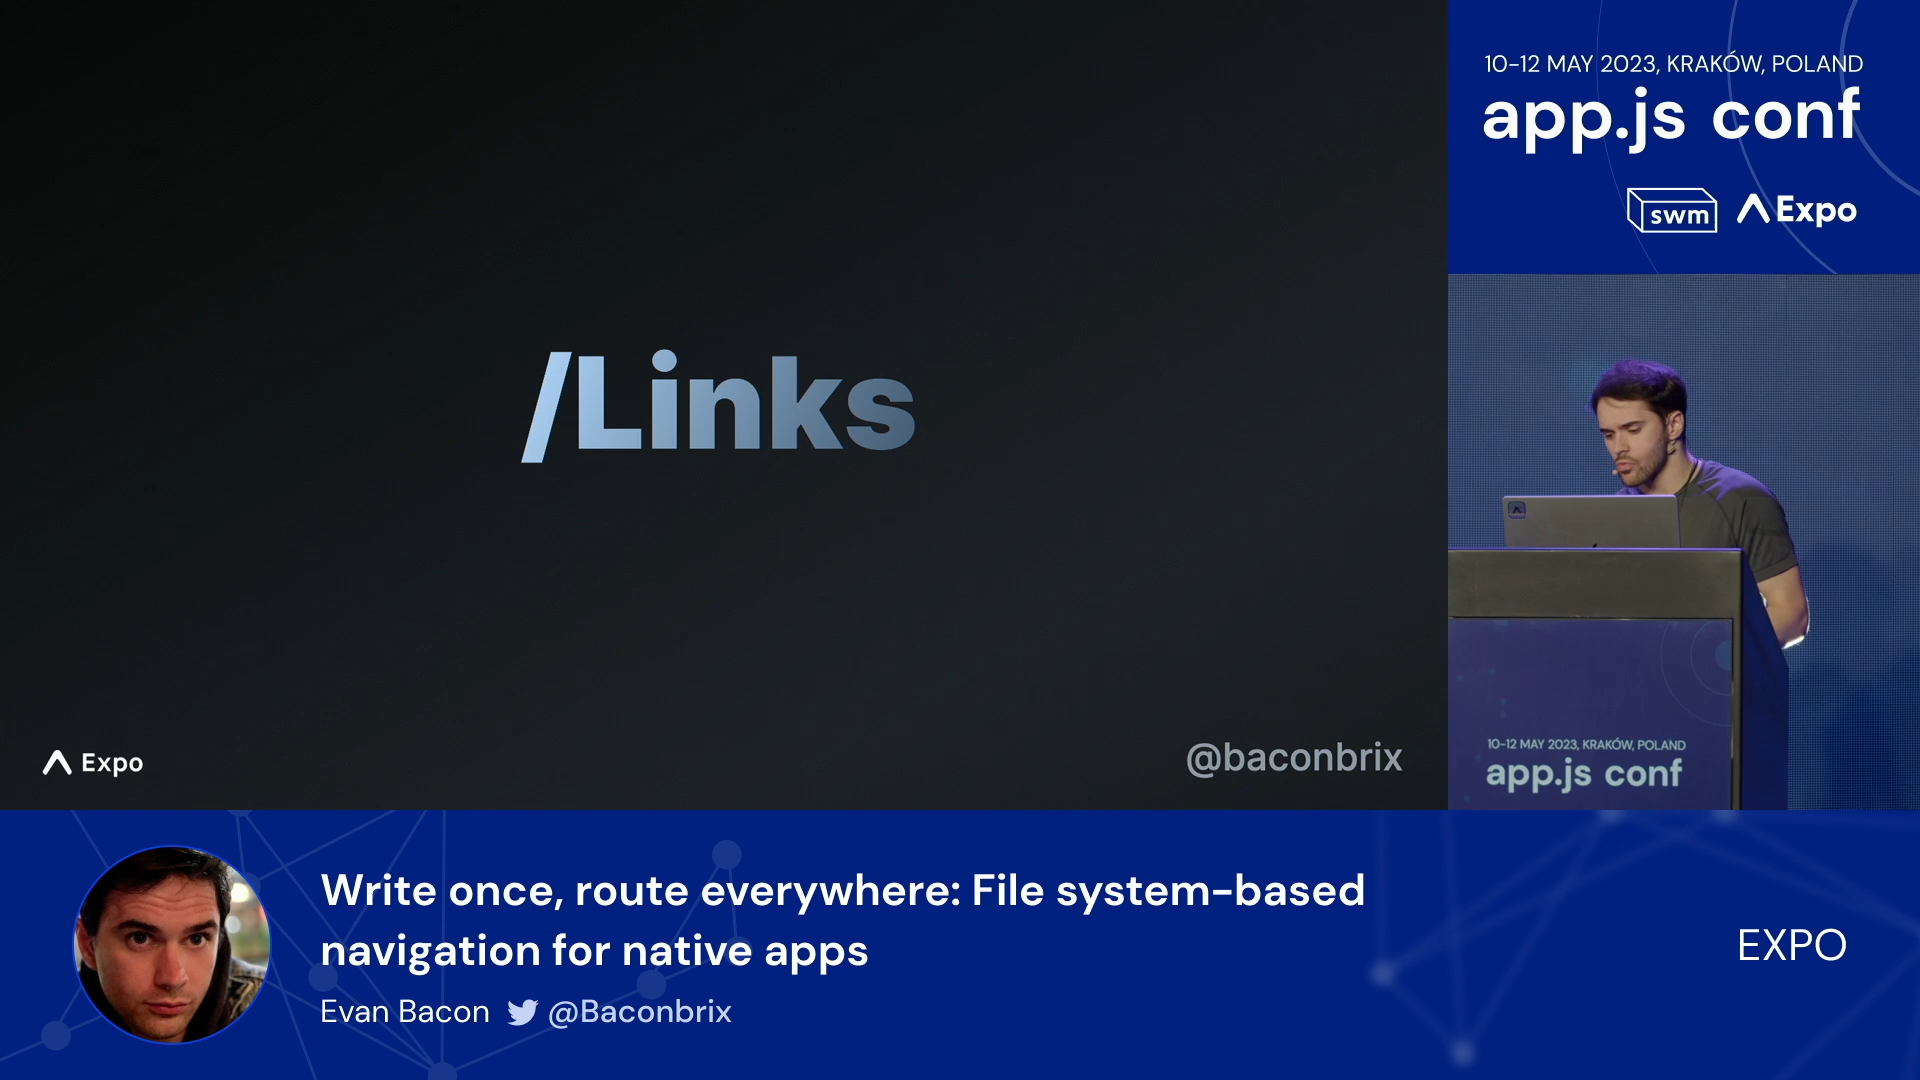 /Links
Expo
@baconbrix
10-12 MAY 2023, KRAKÓW, POLAND
app.js conf
swm
Expo
10-12 MAY 2023, KRAKÓW, POLAND
app.js conf
Write once, route everywhere: File system-based
navigation for native apps
Evan Bacon @Baconbrix
EXPO